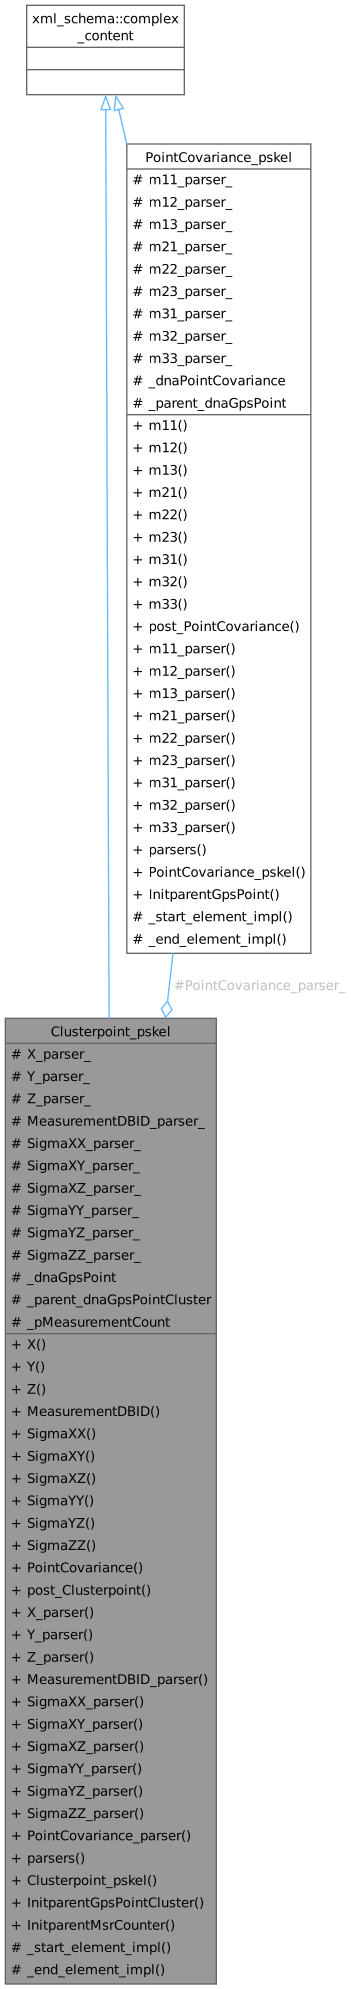 xml_schema::complex
_content
PointCovariance_pskel
# m11_parser_
# m12_parser_
# m13_parser_
# m21_parser_
# m22_parser_
# m23_parser_
# m31_parser_
# m32_parser_
# m33_parser_
# _dnaPointCovariance
# _parent_dnaGpsPoint
+ m11()
+ m12()
+ m13()
+ m21()
+ m22()
+ m23()
+ m31()
+ m32()
+ m33()
+ post_PointCovariance()
+ m11_parser()
+ m12_parser()
+ m13_parser()
+ m21_parser()
+ m22_parser()
+ m23_parser()
+ m31_parser()
+ m32_parser()
+ m33_parser()
+ parsers()
+ PointCovariance_pskel()
+ InitparentGpsPoint()
# _start_element_impl()
# _end_element_impl()
#PointCovariance_parser_
Clusterpoint_pskel
# X_parser_
# Y_parser_
# Z_parser_
# MeasurementDBID_parser_
# SigmaXX_parser_
# SigmaXY_parser_
# SigmaXZ_parser_
# SigmaYY_parser_
# SigmaYZ_parser_
# SigmaZZ_parser_
# _dnaGpsPoint
# _parent_dnaGpsPointCluster
# _pMeasurementCount
+ X()
+ Y()
+ Z()
+ MeasurementDBID()
+ SigmaXX()
+ SigmaXY()
+ SigmaXZ()
+ SigmaYY()
+ SigmaYZ()
+ SigmaZZ()
+ PointCovariance()
+ post_Clusterpoint()
+ X_parser()
+ Y_parser()
+ Z_parser()
+ MeasurementDBID_parser()
+ SigmaXX_parser()
+ SigmaXY_parser()
+ SigmaXZ_parser()
+ SigmaYY_parser()
+ SigmaYZ_parser()
+ SigmaZZ_parser()
+ PointCovariance_parser()
+ parsers()
+ Clusterpoint_pskel()
+ InitparentGpsPointCluster()
+ InitparentMsrCounter()
# _start_element_impl()
# _end_element_impl()